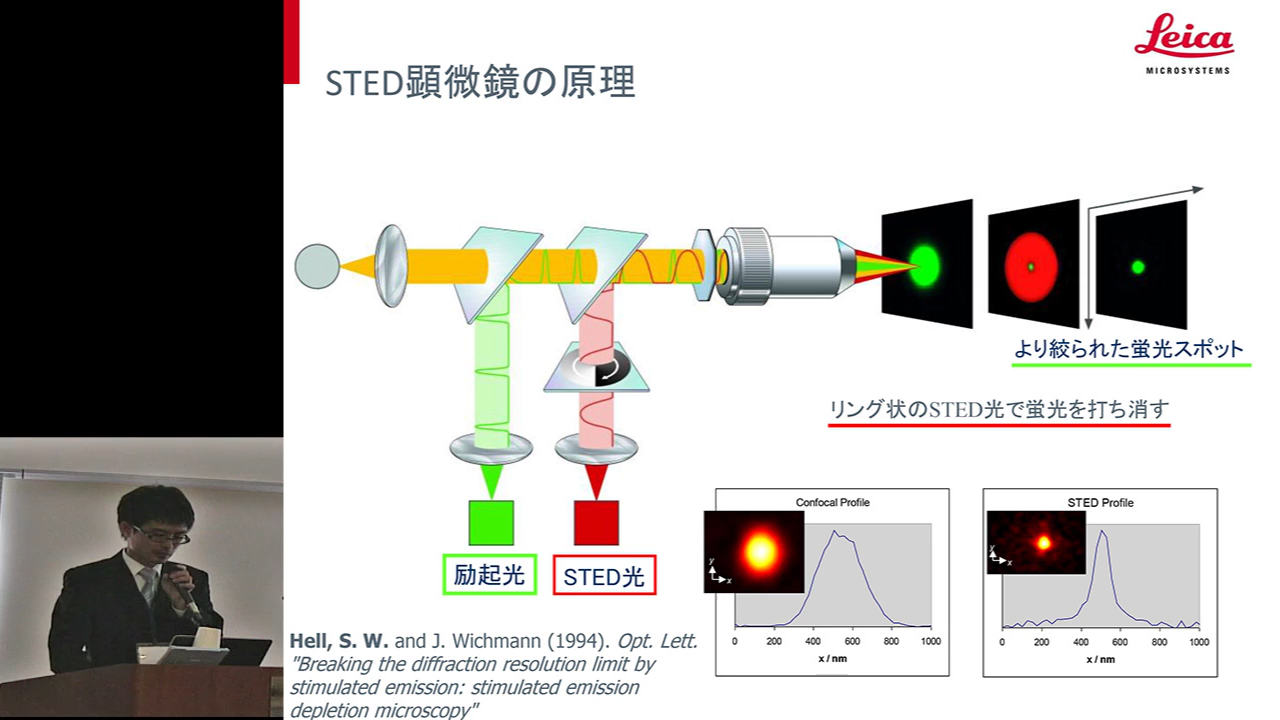 Leica
MICROSYSTEMS
STED顕微鏡の原理
より絞られた蛍光スポット
リング状のSTED光で蛍光を打ち消す
励起光
STED光
Confocal Profile
y
x
0 200 400 600 800 1000
x / nm
STED Profile
y
x
0 200 400 600 800 1000
x / nm
Hell, S. W. and J. Wichmann (1994). Opt. Lett.
"Breaking the diffraction resolution limit by
stimulated emission: stimulated emission
depletion microscopy"